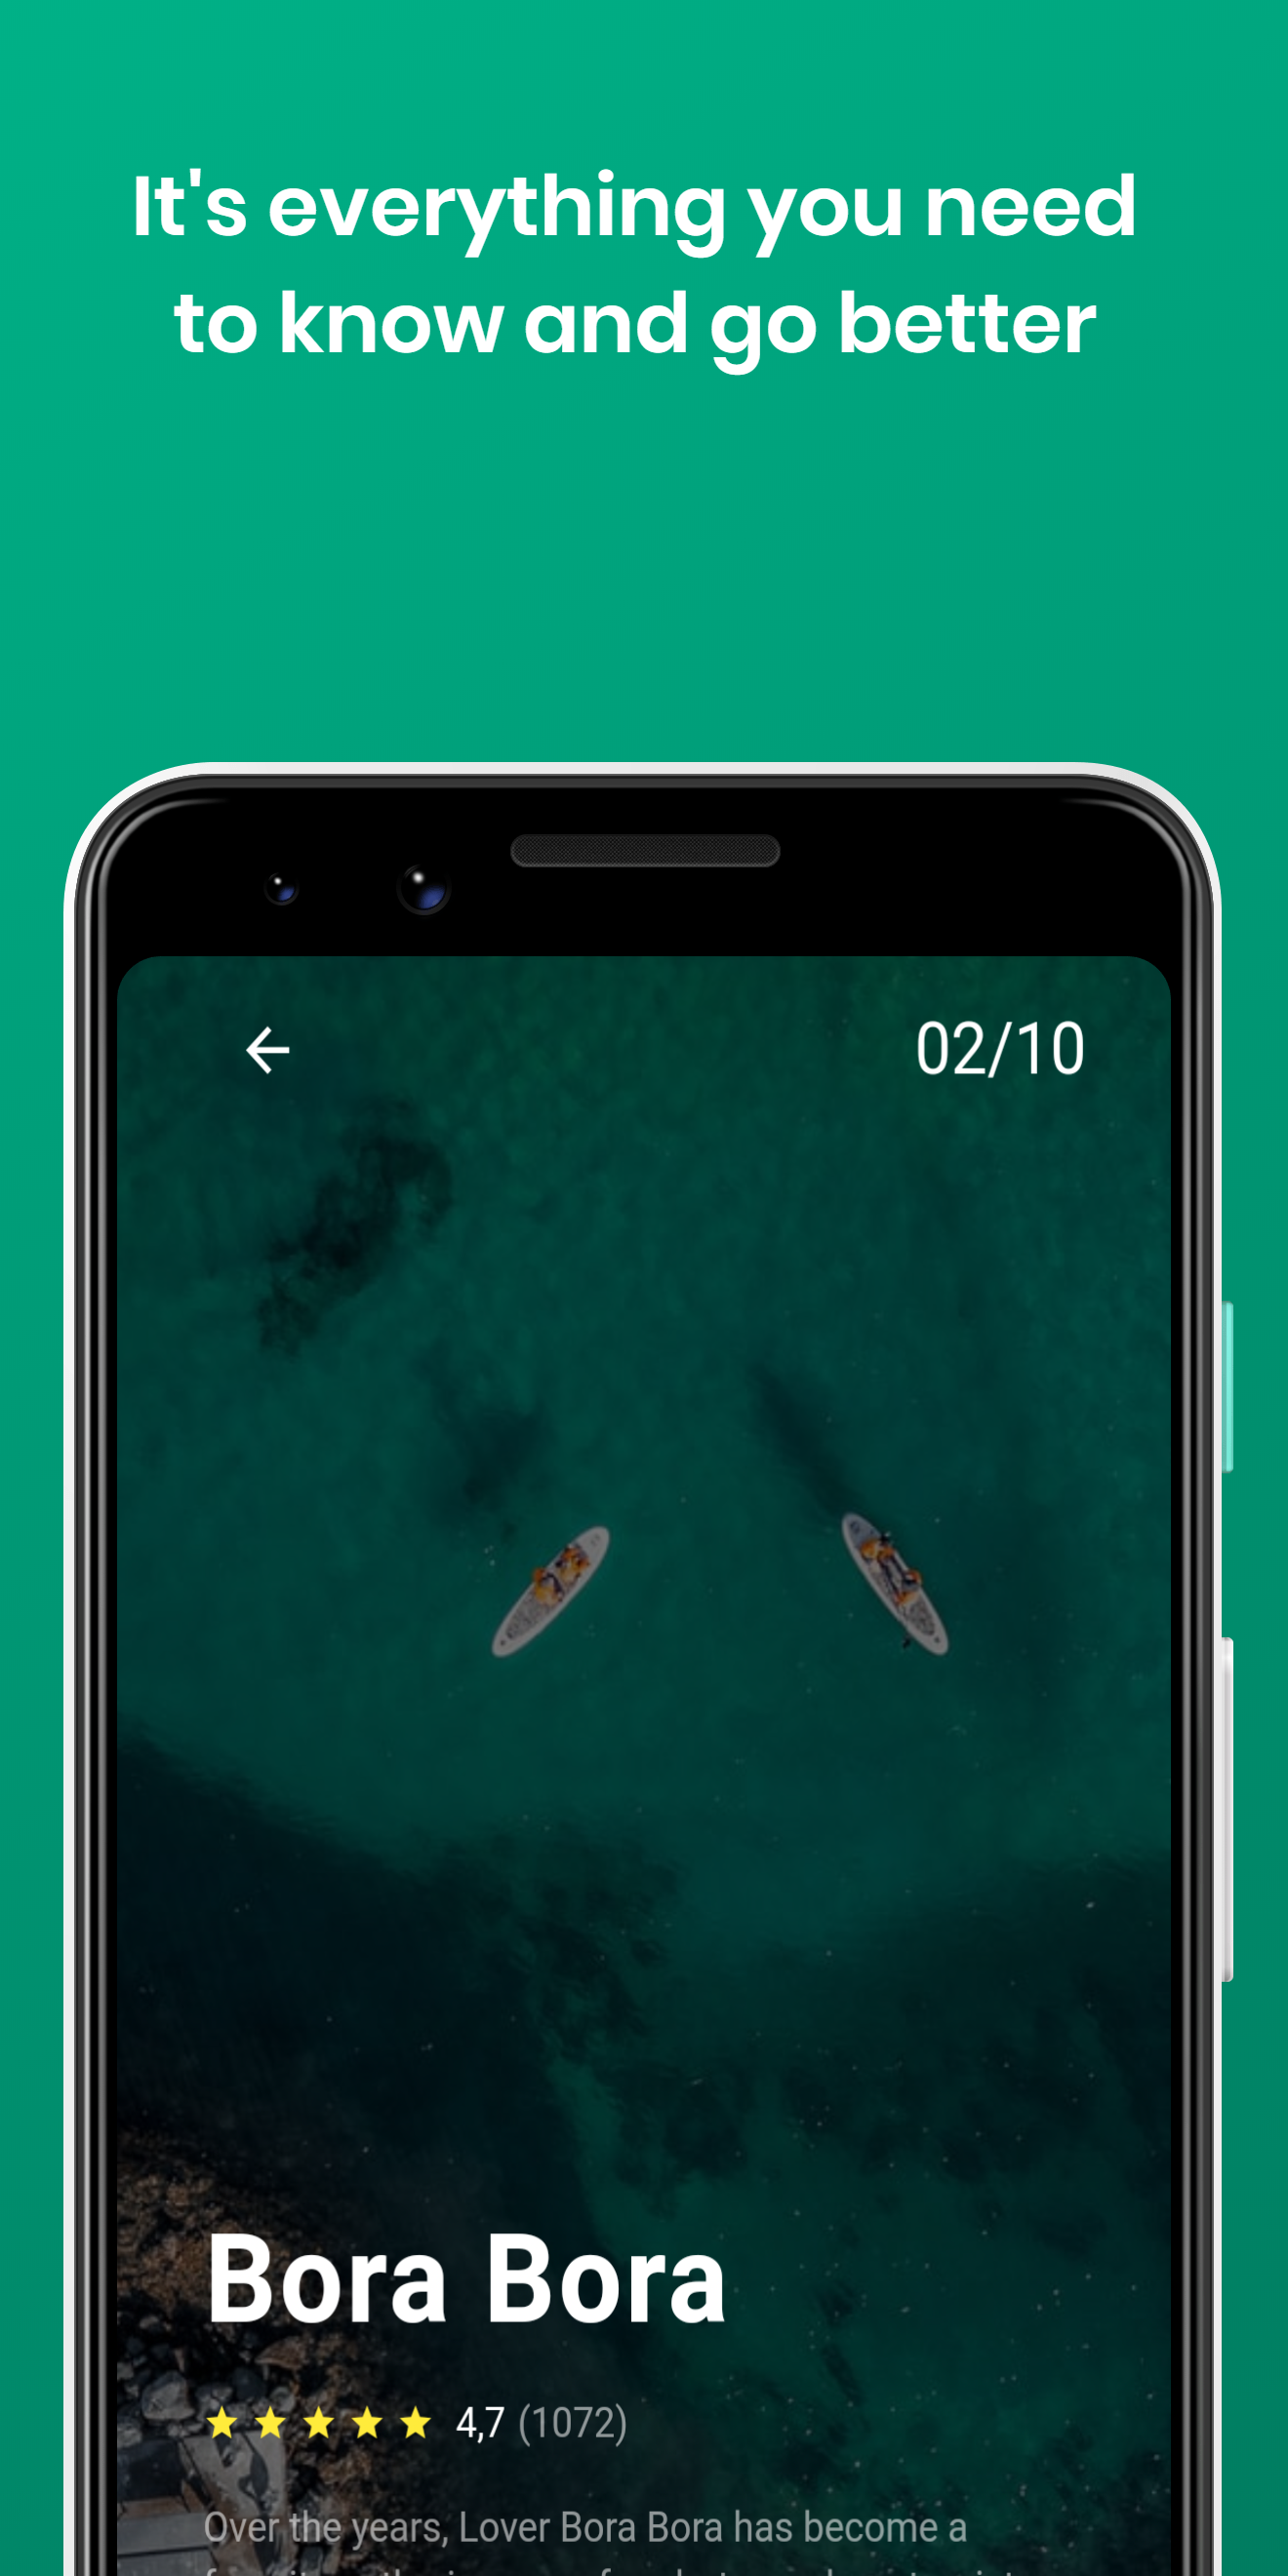 It's everything you need
to know and go better
02/10
Bora Bora
4,7 (1072)
Over the years, Lover Bora Bora has become a